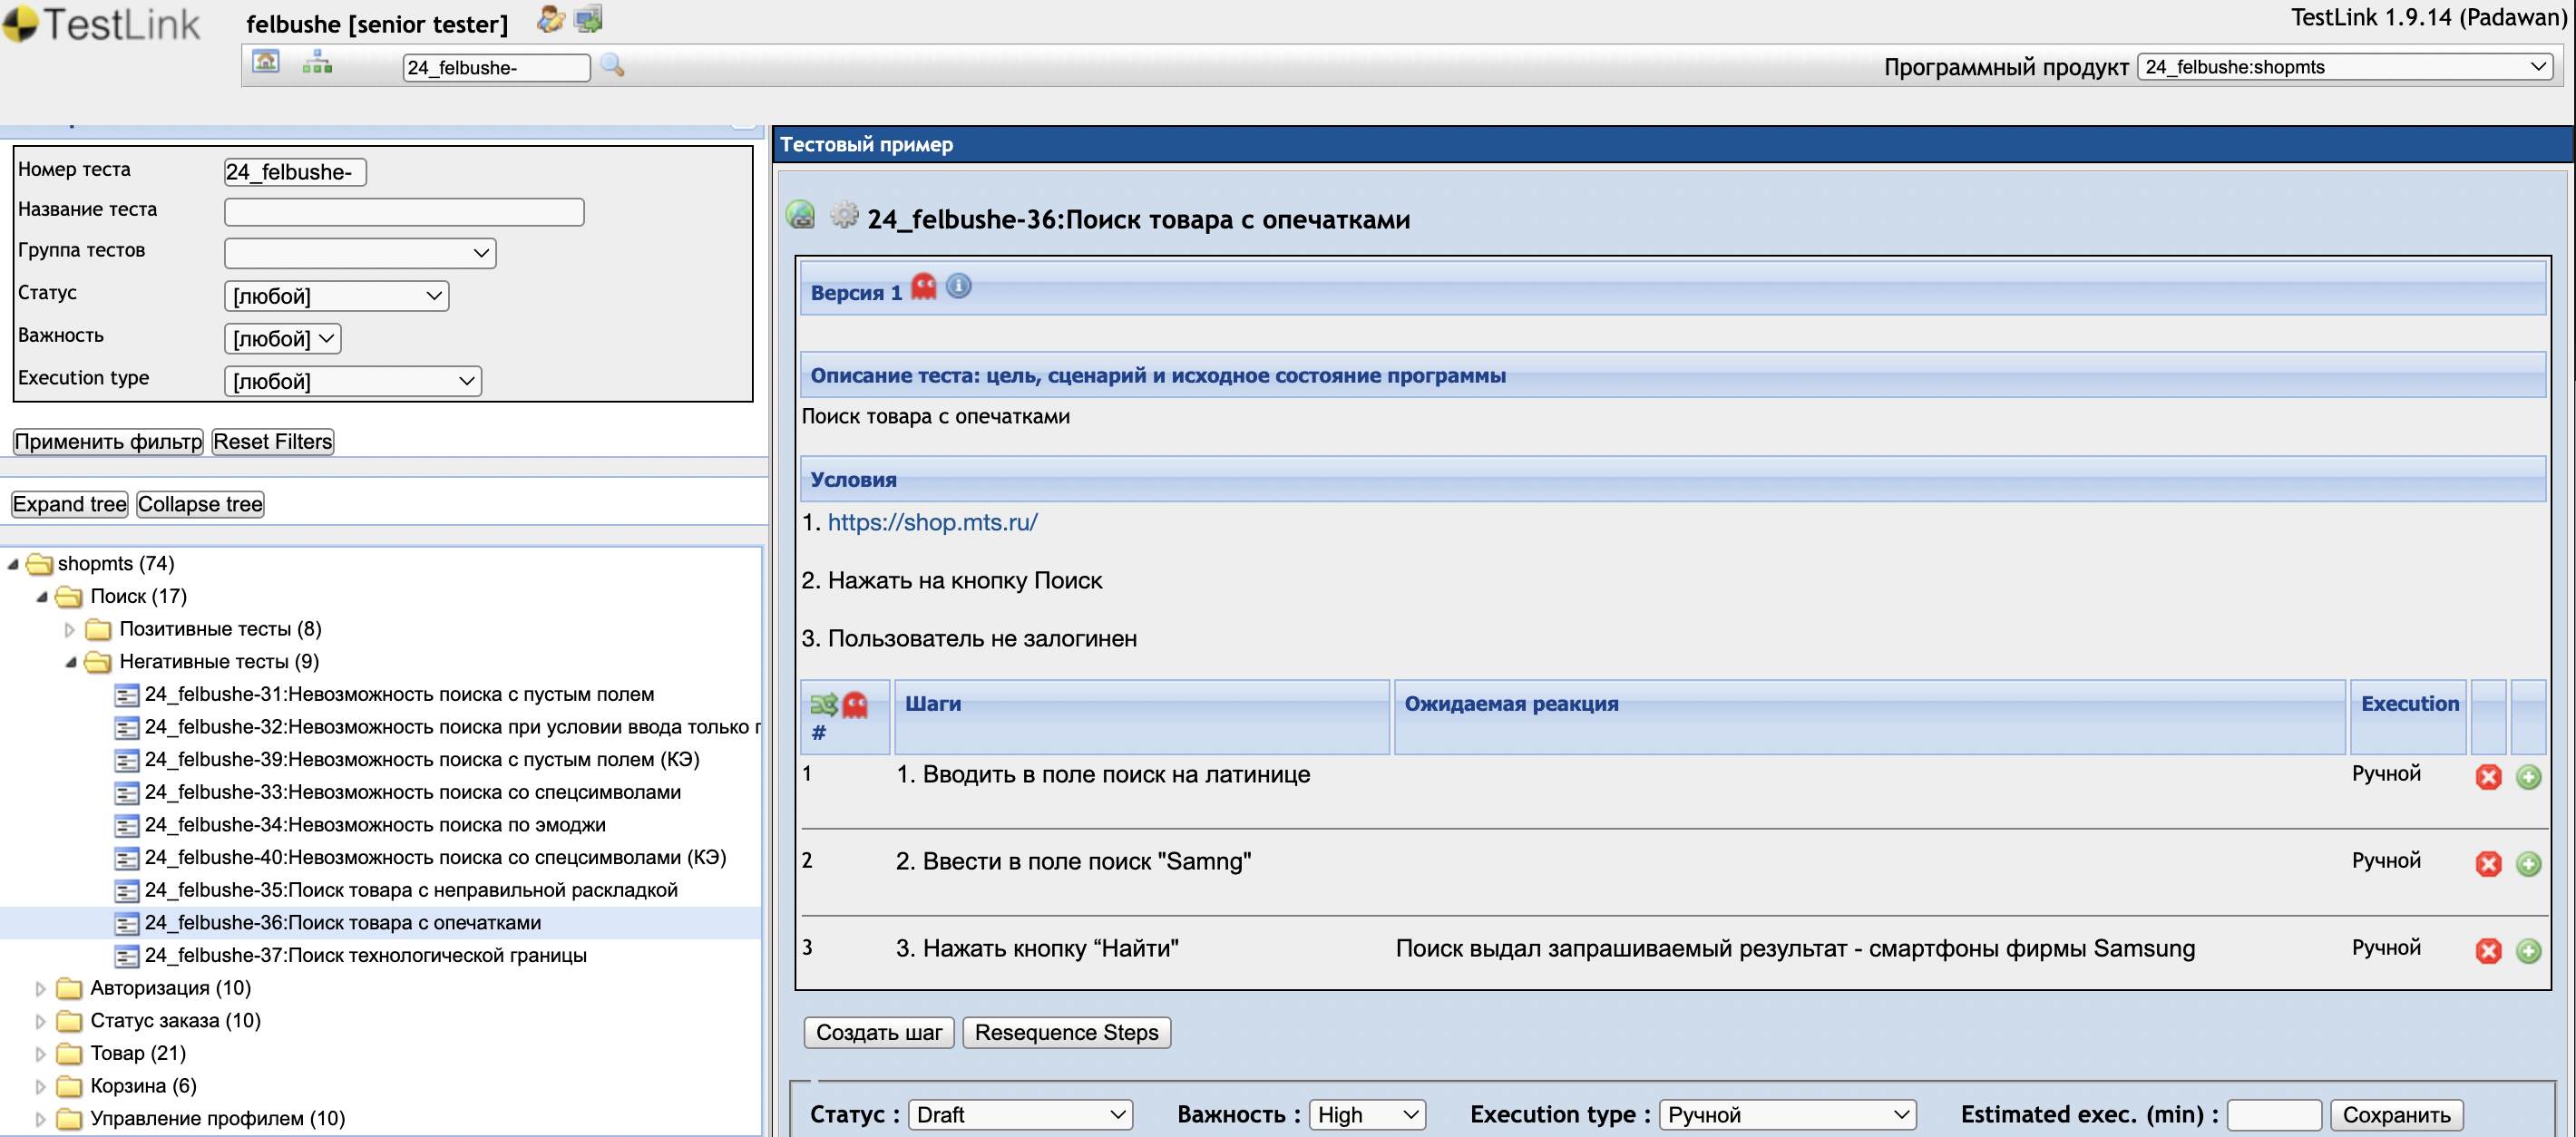 TestLink
felbushe [senior tester]
TestLink 1.9.14 (Padawan)
24_felbushe-
Программный продукт 24_felbushe:shopmts
Номер теста 24_felbushe-
Название теста
Группа тестов
Статус [любой]
Важность [любой]
Execution type [любой]
Применить фильтр Reset Filters
Expand tree Collapse tree
shopmts (74)
Поиск (17)
Позитивные тесты (8)
Негативные тесты (9)
24_felbushe-31:Невозможность поиска с пустым полем
24_felbushe-32:Невозможность поиска при условии ввода только
24_felbushe-39:Невозможность поиска с пустым полем (КЭ)
24_felbushe-33:Невозможность поиска со спецсимволами
24_felbushe-34:Невозможность поиска по эмоджи
24_felbushe-40:Невозможность поиска со спецсимволами (КЭ)
24_felbushe-35:Поиск товара с неправильной раскладкой
24_felbushe-36:Поиск товара с опечатками
24_felbushe-37:Поиск технологической границы
Авторизация (10)
Статус заказа (10)
Товар (21)
Корзина (6)
Управление профилем (10)
Тестовый пример
24_felbushe-36:Поиск товара с опечатками
Версия 1
Описание теста: цель, сценарий и исходное состояние программы
Поиск товара с опечатками
Условия
1. https://shop.mts.ru/
2. Нажать на кнопку Поиск
3. Пользователь не залогинен
# Шаги Ожидаемая реакция Execution
1 1. Вводить в поле поиск на латинице Ручной
2 2. Ввести в поле поиск "Samng" Ручной
3 3. Нажать кнопку “Найти" Поиск выдал запрашиваемый результат - смартфоны фирмы Samsung Ручной
Создать шаг Resequence Steps
Статус : Draft Важность : High Execution type : Ручной Estimated exec. (min) : Сохранить